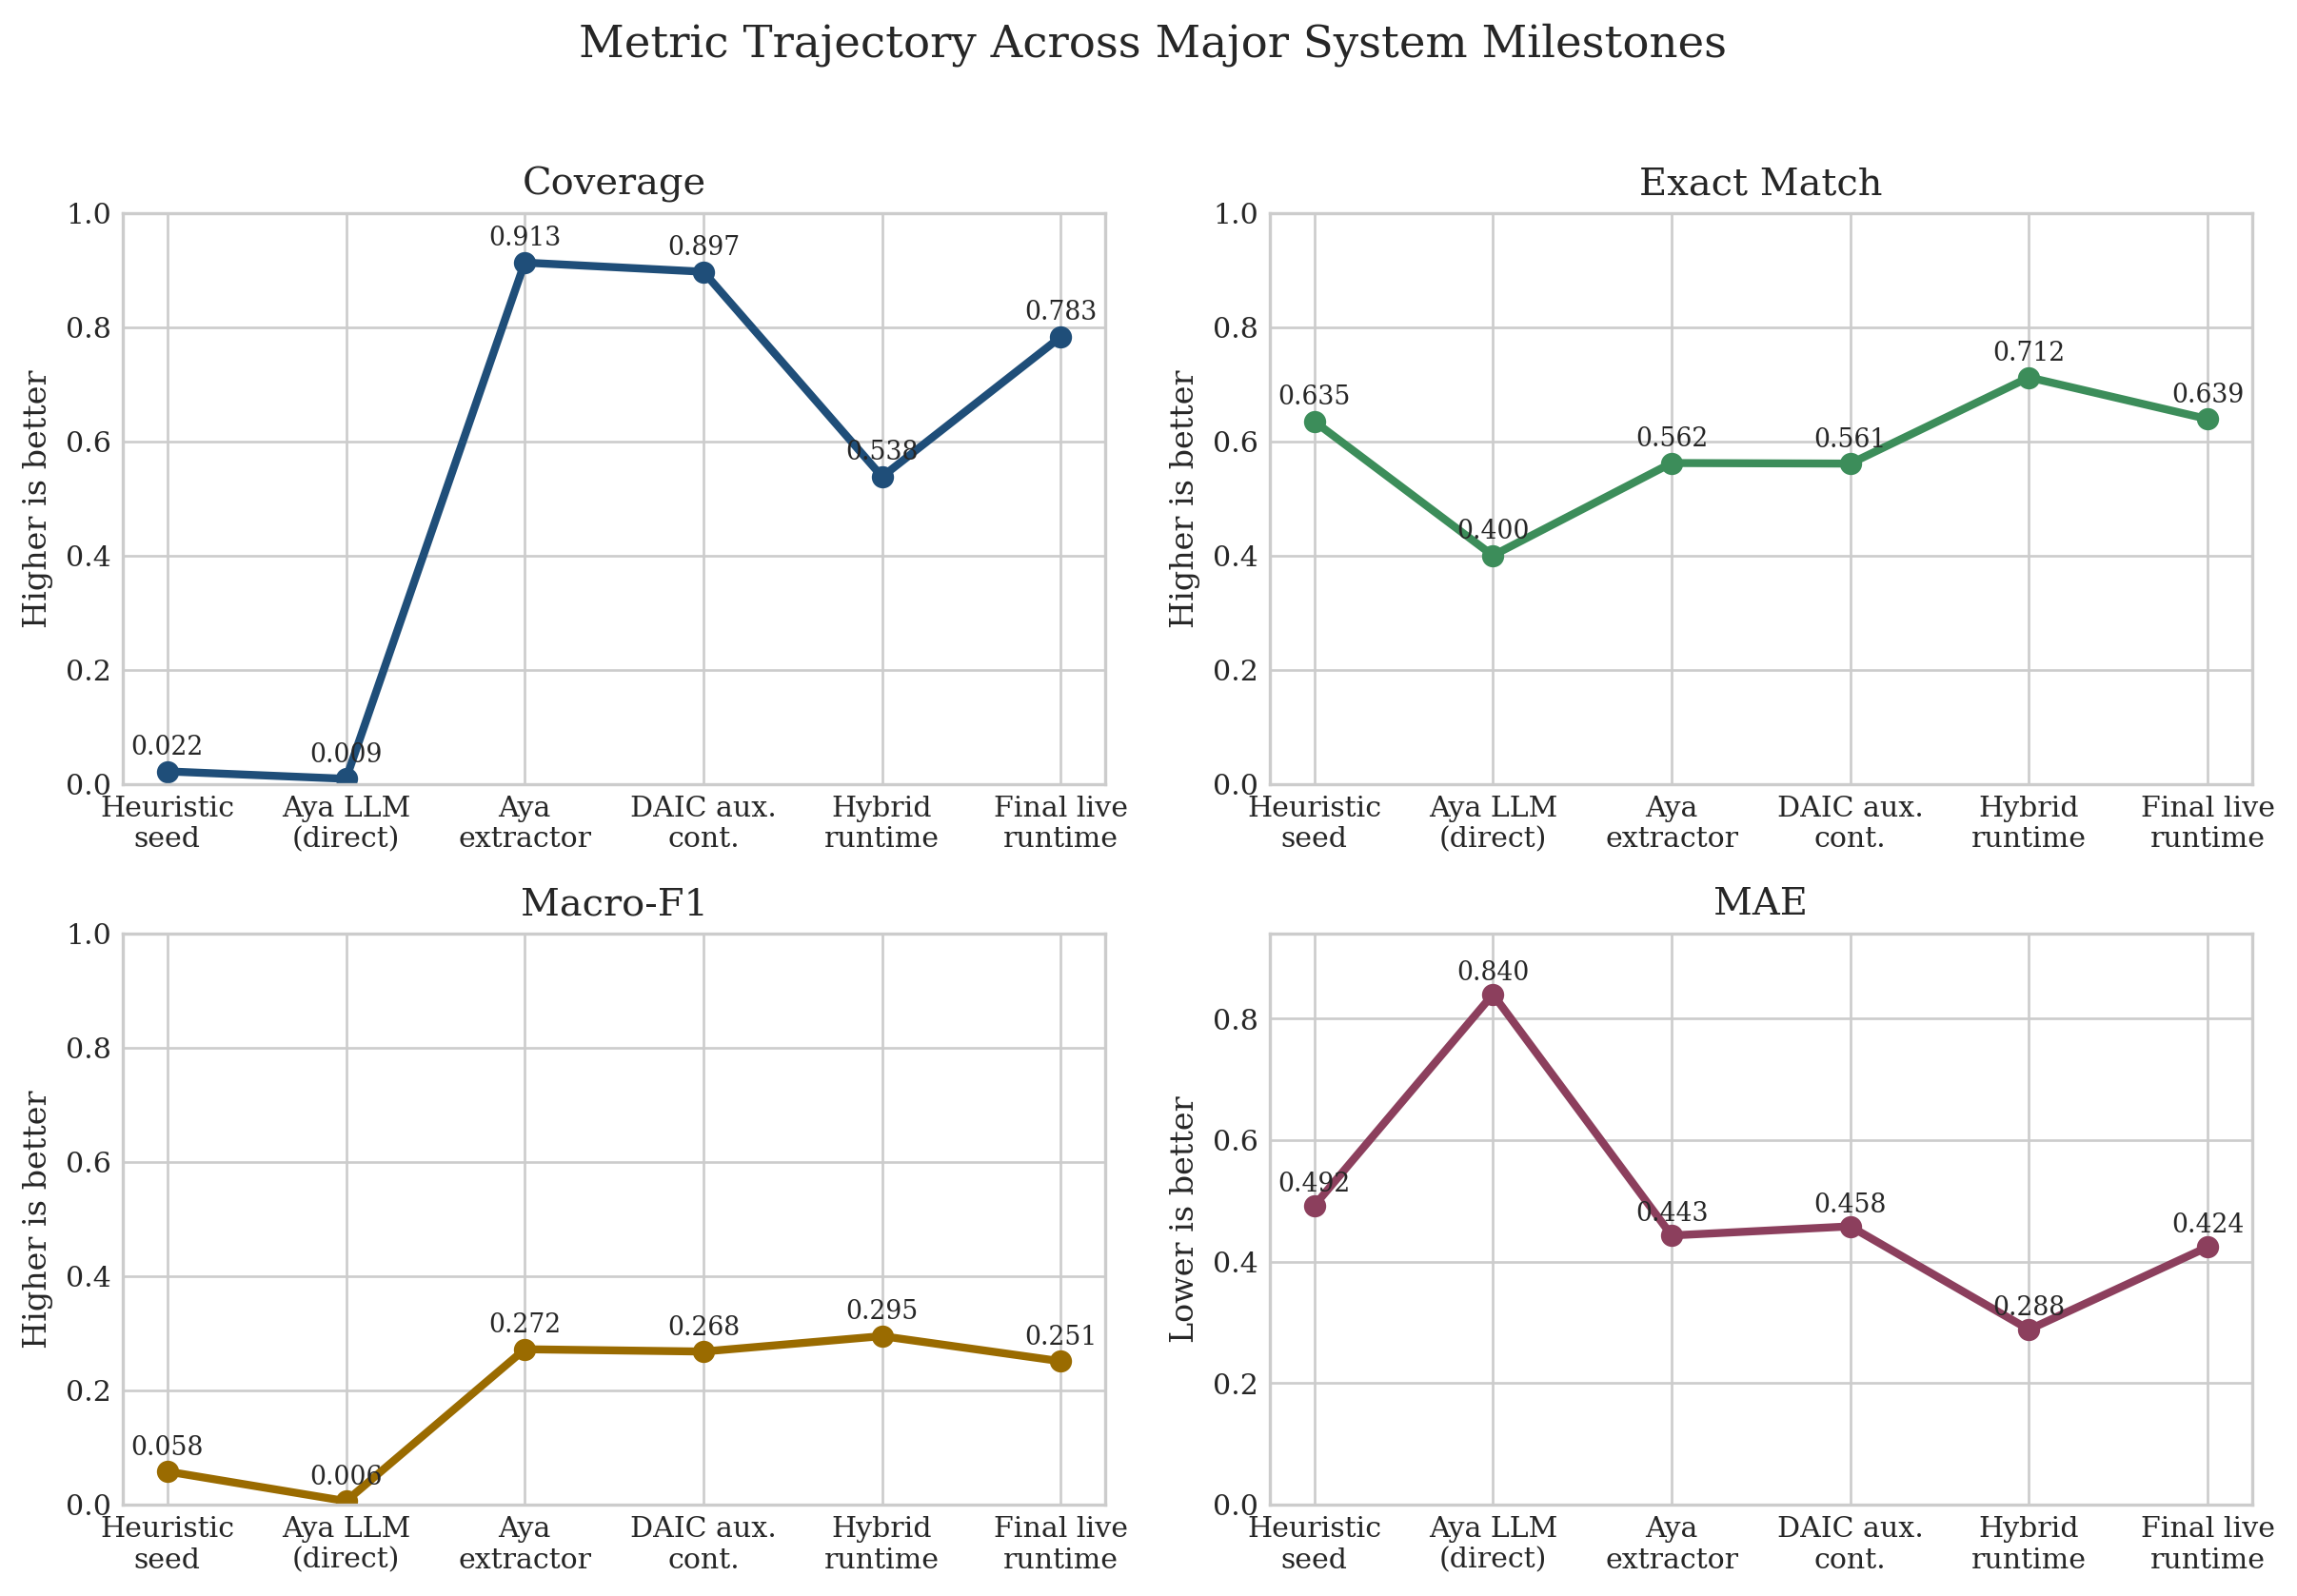 Metric Trajectory Across Major System Milestones
Coverage
Higher is better
1.0
0.8
0.6
0.4
0.2
0.0
0.022
0.009
0.913
0.897
0.538
0.783
Heuristic seed
Aya LLM (direct)
Aya extractor
DAIC aux. cont.
Hybrid runtime
Final live runtime
Exact Match
Higher is better
1.0
0.8
0.6
0.4
0.2
0.0
0.635
0.400
0.562
0.561
0.712
0.639
Heuristic seed
Aya LLM (direct)
Aya extractor
DAIC aux. cont.
Hybrid runtime
Final live runtime
Macro-F1
Higher is better
1.0
0.8
0.6
0.4
0.2
0.0
0.058
0.006
0.272
0.268
0.295
0.251
Heuristic seed
Aya LLM (direct)
Aya extractor
DAIC aux. cont.
Hybrid runtime
Final live runtime
MAE
Lower is better
0.8
0.6
0.4
0.2
0.0
0.492
0.840
0.443
0.458
0.288
0.424
Heuristic seed
Aya LLM (direct)
Aya extractor
DAIC aux. cont.
Hybrid runtime
Final live runtime